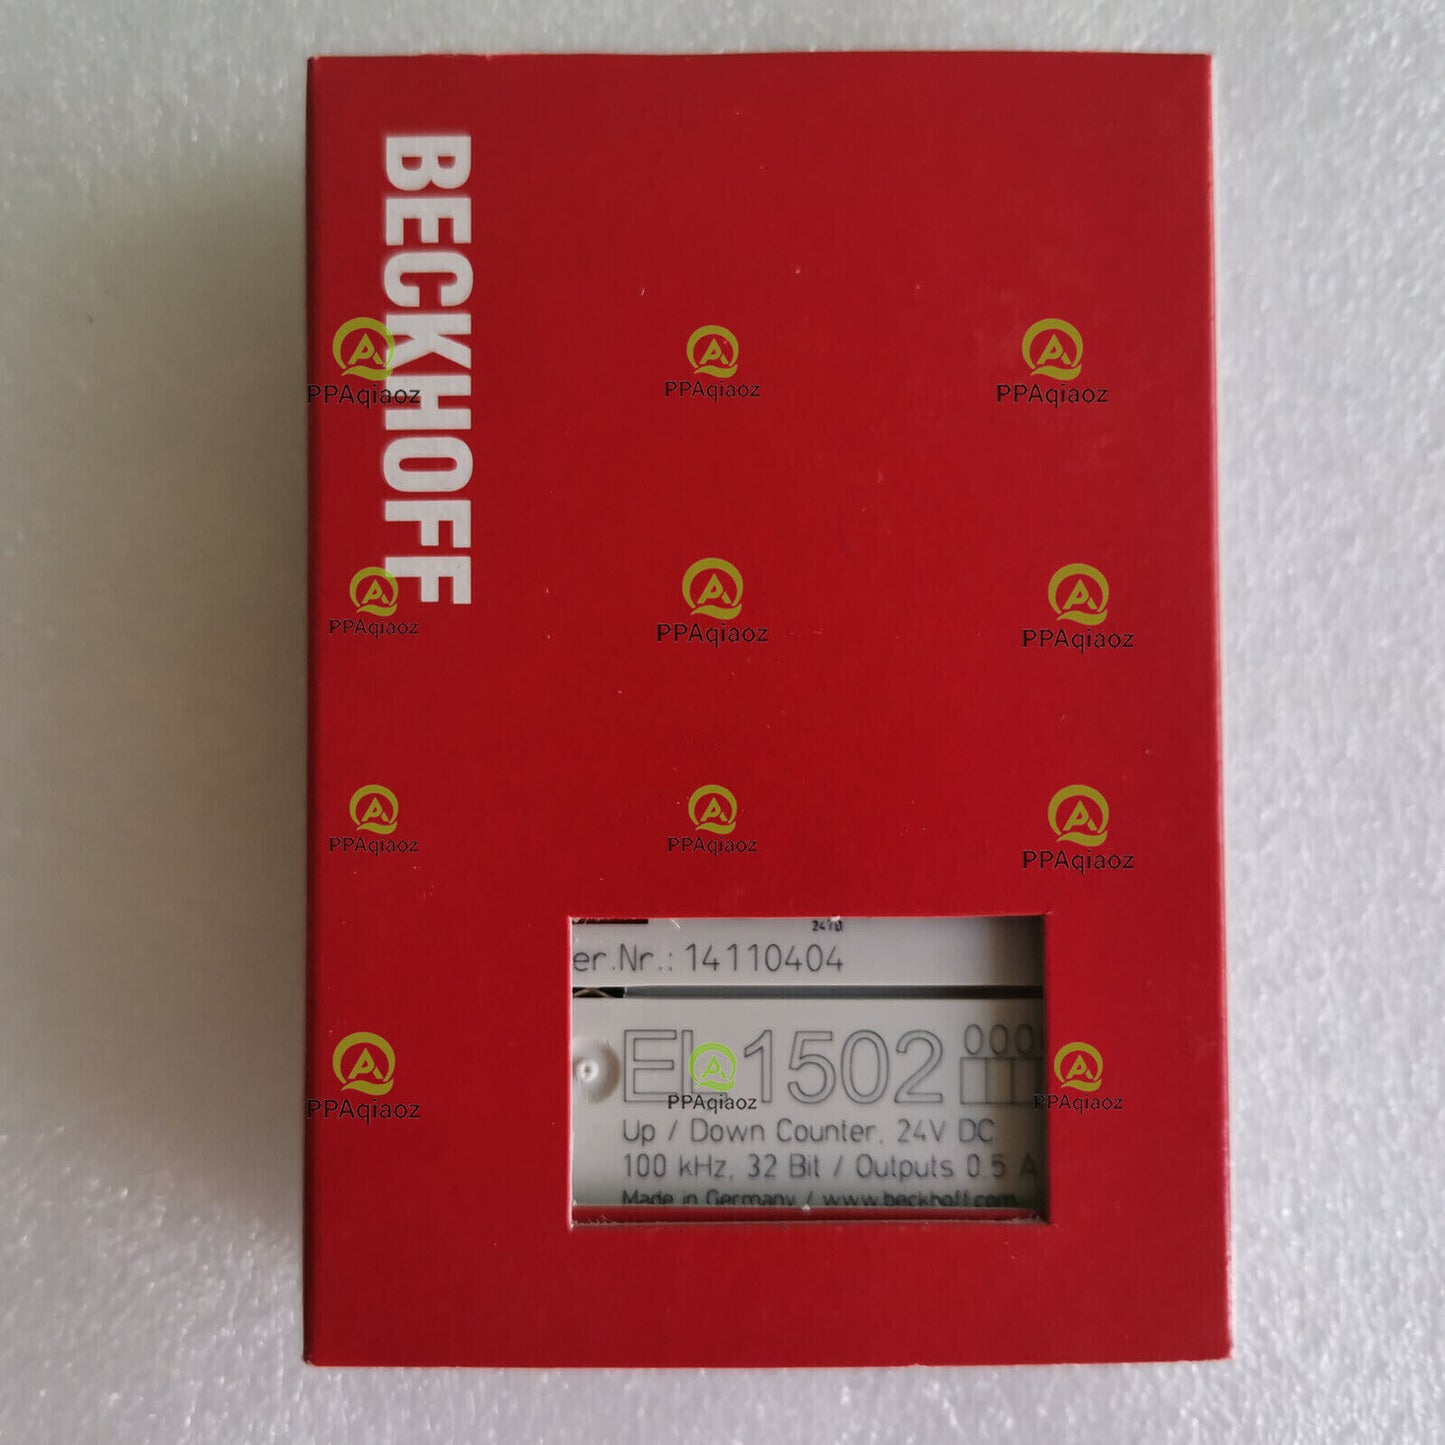 BECKHOFF
PPAqiaoz
PPAqiaoz
PPAqiaoz
PPAqiaoz
PPAqiaoz
PPAqiaoz
PPAqiaoz
PPAqiaoz
PPAqiaoz
er.Nr.: 14110404
EL1502 000
Up / Down Counter, 24V DC
100 kHz, 32 Bit / Outputs 0.5 A
Made in Germany / www.beckhoff.com
PPAqiaoz
PPAqiaoz
PPAqiaoz